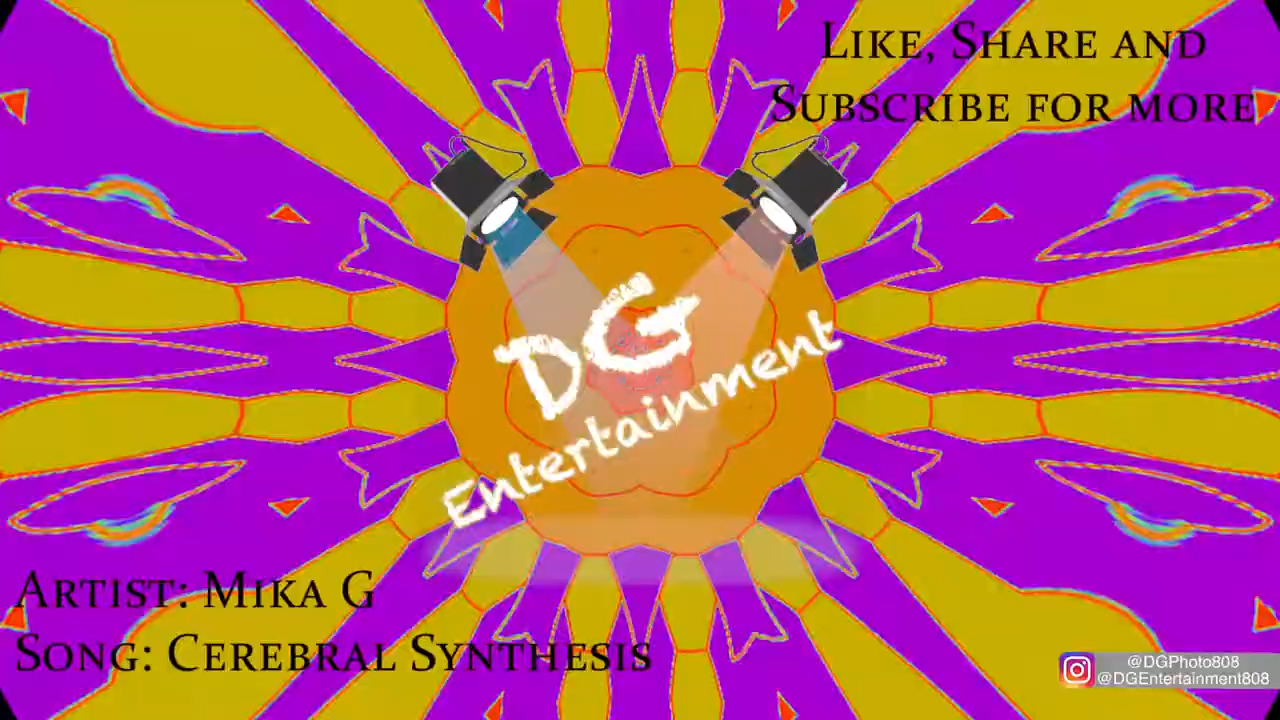 Like, Share and
Subscribe for more
DG
Entertainment
Artist: Mika G
Song: Cerebral Synthesis
@DGPhoto808
@DGEntertainment808